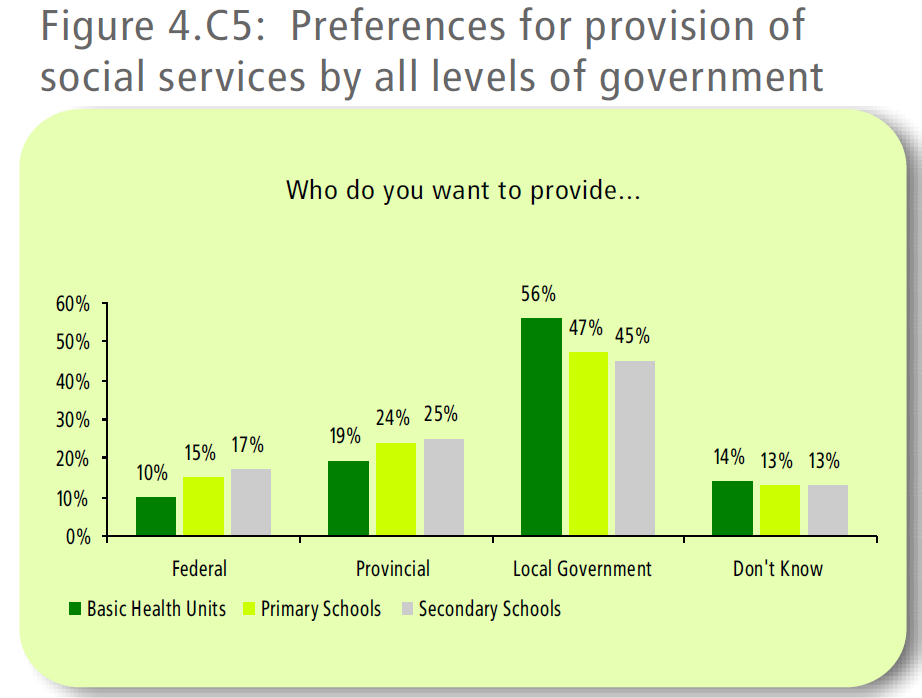 Figure 4.C5: Preferences for provision of
social services by all levels of government
Who do you want to provide...
60%
50%
40%
30%
20%
10%
0%
10%
15%
17%
19%
24%
25%
56%
47%
45%
14%
13%
13%
Federal
Provincial
Local Government
Don't Know
Basic Health Units
Primary Schools
Secondary Schools